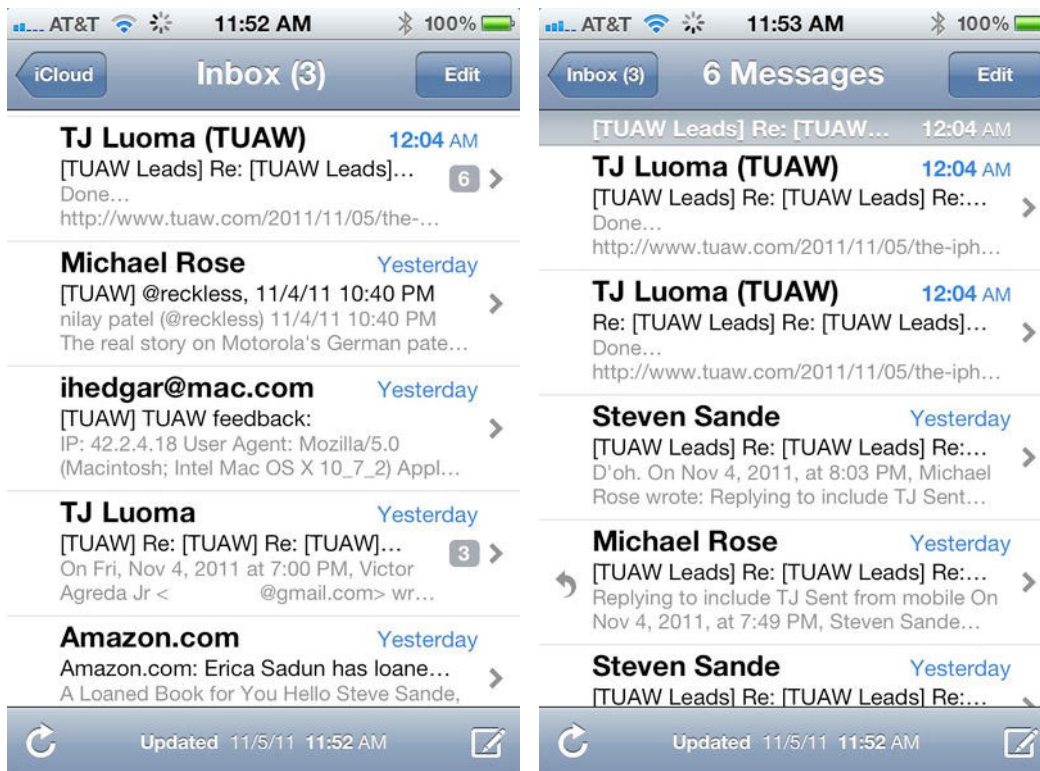 AT&T 11:52 AM 100%
iCloud Inbox (3) Edit
TJ Luoma (TUAW) 12:04 AM
[TUAW Leads] Re: [TUAW Leads]… 6
Done…
http://www.tuaw.com/2011/11/05/the-…
Michael Rose Yesterday
[TUAW] @reckless, 11/4/11 10:40 PM
nilay patel (@reckless) 11/4/11 10:40 PM
The real story on Motorola's German pate…
ihedgar@mac.com Yesterday
[TUAW] TUAW feedback:
IP: 42.2.4.18 User Agent: Mozilla/5.0
(Macintosh; Intel Mac OS X 10_7_2) Appl…
TJ Luoma Yesterday
[TUAW] Re: [TUAW] Re: [TUAW]… 3
On Fri, Nov 4, 2011 at 7:00 PM, Victor
Agreda Jr < @gmail.com> wr…
Amazon.com Yesterday
Amazon.com: Erica Sadun has loane…
A Loaned Book for You Hello Steve Sande,
Updated 11/5/11 11:52 AM
AT&T 11:53 AM 100%
Inbox (3) 6 Messages Edit
[TUAW Leads] Re: [TUAW… 12:04 AM
TJ Luoma (TUAW) 12:04 AM
[TUAW Leads] Re: [TUAW Leads] Re:…
Done…
http://www.tuaw.com/2011/11/05/the-iph…
TJ Luoma (TUAW) 12:04 AM
Re: [TUAW Leads] Re: [TUAW Leads]…
Done…
http://www.tuaw.com/2011/11/05/the-iph…
Steven Sande Yesterday
[TUAW Leads] Re: [TUAW Leads] Re:…
D'oh. On Nov 4, 2011, at 8:03 PM, Michael
Rose wrote: Replying to include TJ Sent…
Michael Rose Yesterday
[TUAW Leads] Re: [TUAW Leads] Re:…
Replying to include TJ Sent from mobile On
Nov 4, 2011, at 7:49 PM, Steven Sande…
Steven Sande Yesterday
[TUAW Leads] Re: [TUAW Leads] Re:…
Updated 11/5/11 11:52 AM